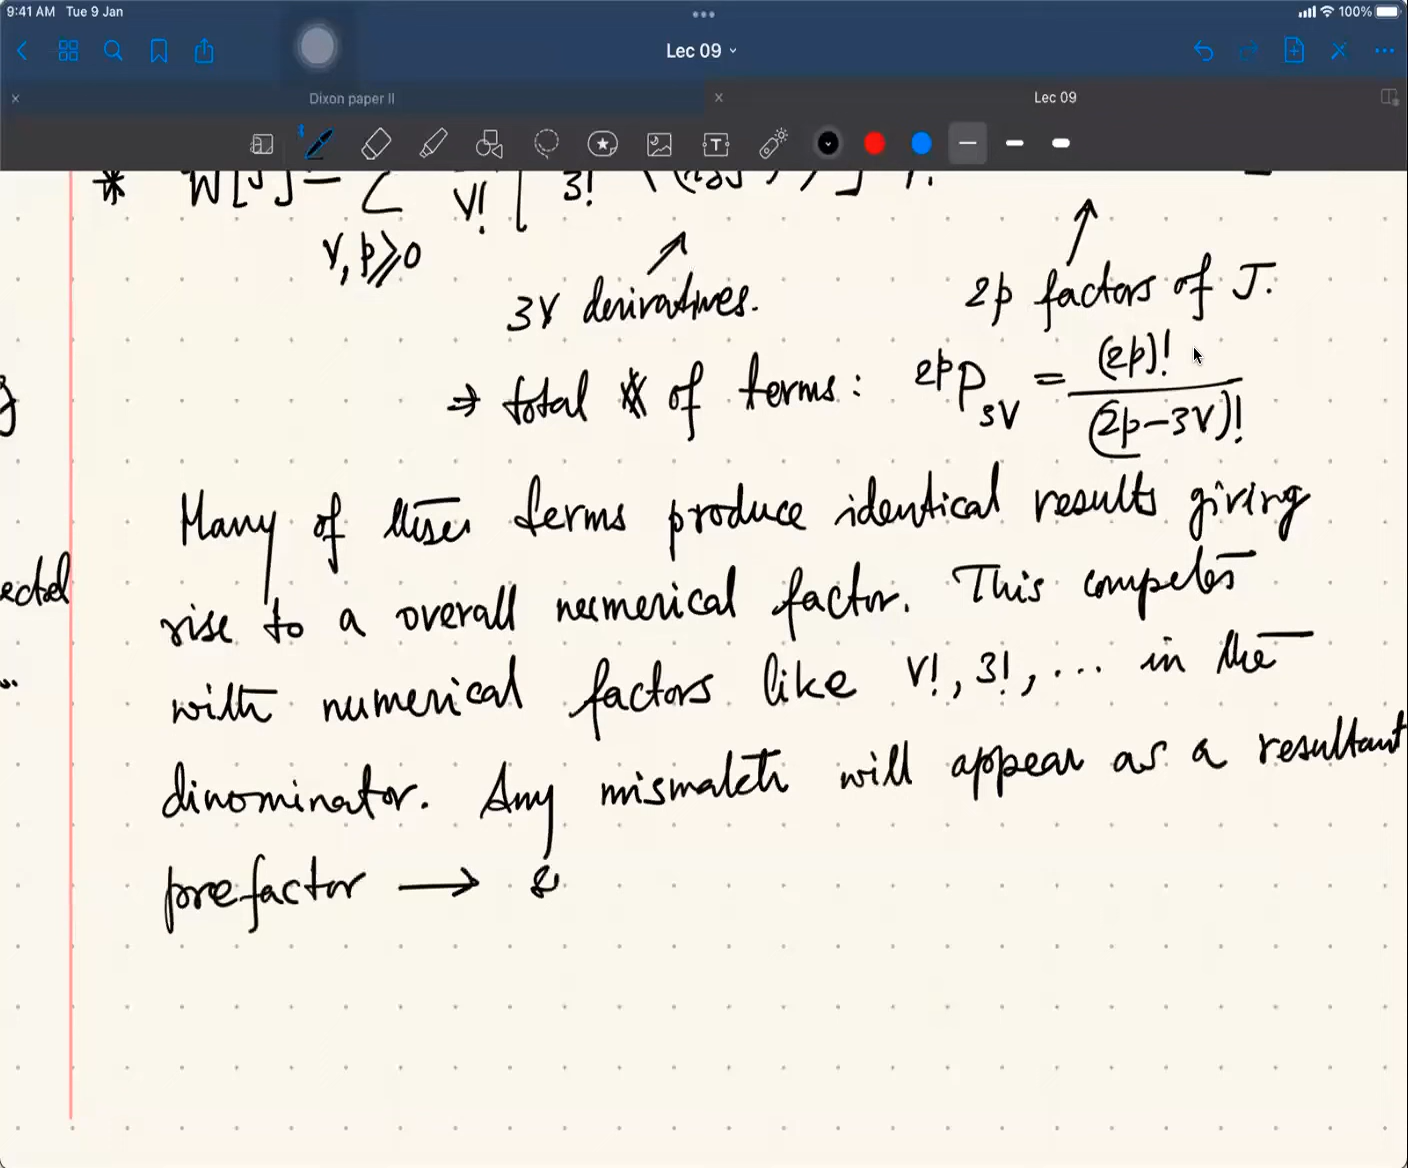 9:41 AM Tue 9 Jan
100%
Lec 09
Dixon paper II
Lec 09
* W[J] = Σ V! [ 3!
V, p ⩾ 0
3V derivatives.
2p factors of J.
→ total # of terms: ²ᵖP₃ᵥ = (2p)! / (2p-3V)!
Many of these terms produce identical results giving
rise to a overall numerical factor. This competes
ected
with numerical factors like V!, 3!, ... in the
dinominator. Any mismatch will appear as a resultant
prefactor →